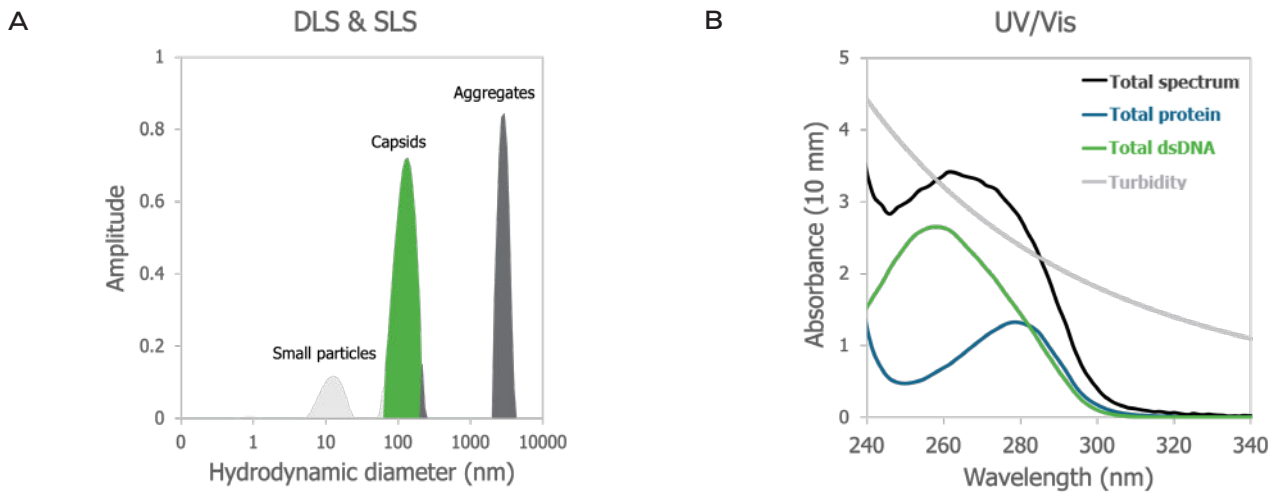 A
DLS & SLS
Amplitude
1
0.8
0.6
0.4
0.2
0
Small particles
Capsids
Aggregates
0 1 10 100 1000 10000
Hydrodynamic diameter (nm)
B
UV/Vis
Absorbance (10 mm)
5
4
3
2
1
0
Total spectrum
Total protein
Total dsDNA
Turbidity
240 260 280 300 320 340
Wavelength (nm)